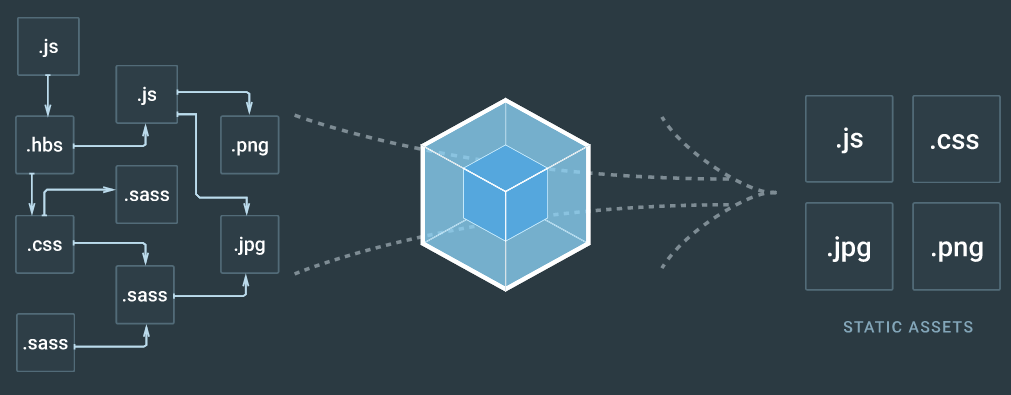 .js
.js
.hbs
.png
.sass
.css
.jpg
.sass
.sass
.js
.css
.jpg
.png
STATIC ASSETS